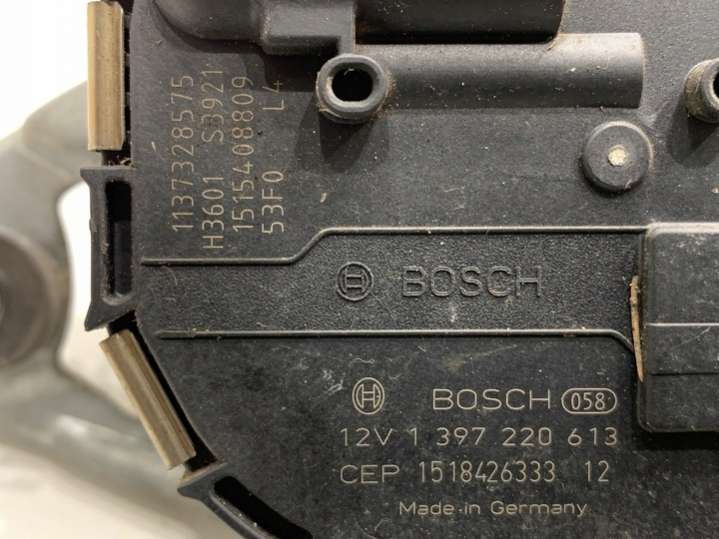 1137328575
H3601 S3921
1515408809
53F0 L4
BOSCH
BOSCH 058
12V 1 397 220 613
CEP 1518426333 12
Made in Germany